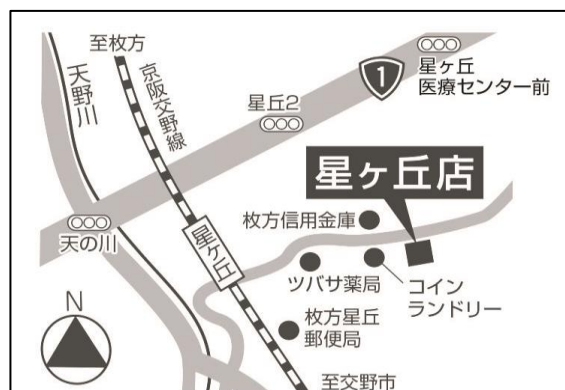 至枚方
天野川
京阪交野線
星丘2
1
星ヶ丘
医療センター前
天の川
星ヶ丘
星ヶ丘店
枚方信用金庫
ツバサ薬局
コイン
ランドリー
枚方星丘
郵便局
N
至交野市